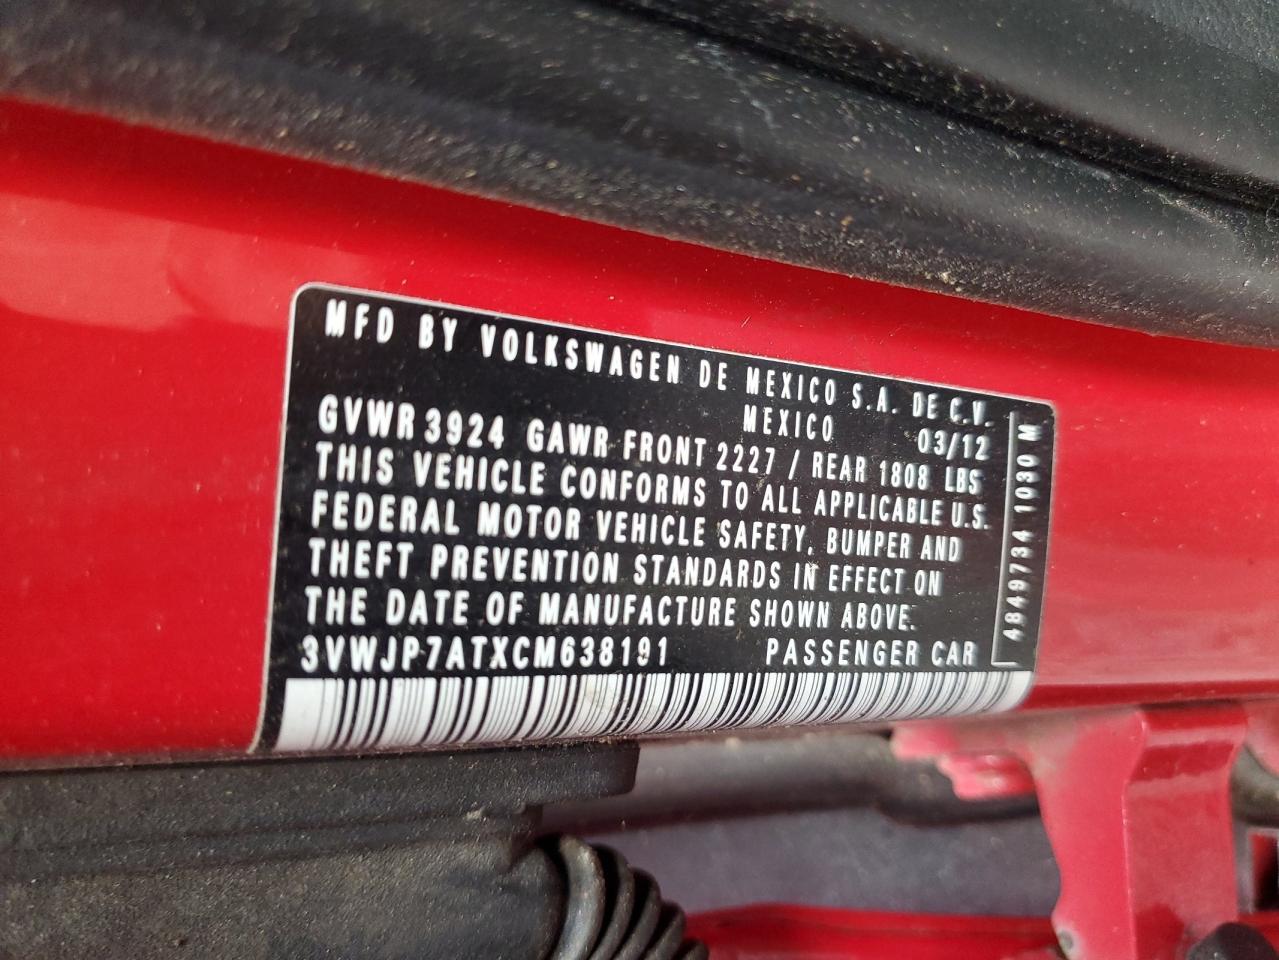 MFD BY VOLKSWAGEN DE MEXICO S.A. DE C.V.
MEXICO 03/12
GVWR 3924 GAWR FRONT 2227 / REAR 1808 LBS
THIS VEHICLE CONFORMS TO ALL APPLICABLE U.S.
FEDERAL MOTOR VEHICLE SAFETY, BUMPER AND
THEFT PREVENTION STANDARDS IN EFFECT ON
THE DATE OF MANUFACTURE SHOWN ABOVE.
3VWJP7ATXCM638191 PASSENGER CAR
4849734 1030 M